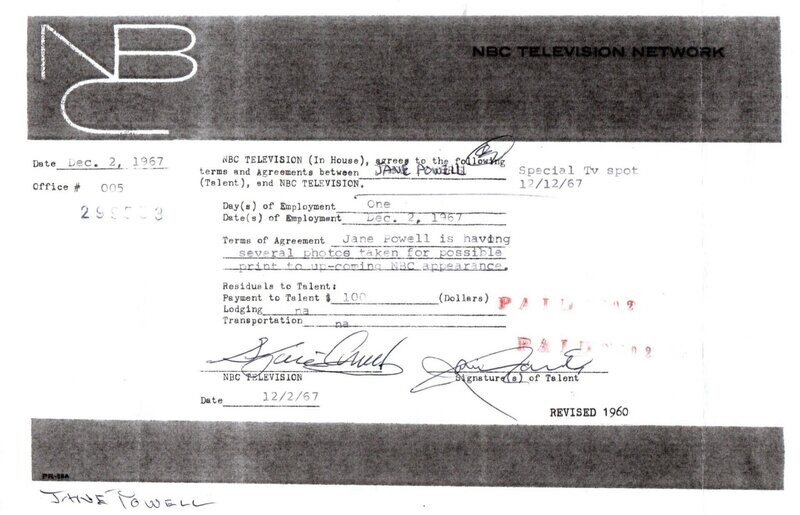 NBC
NBC TELEVISION NETWORK
Date Dec. 2, 1967
Office # 005
NBC TELEVISION (In House), agrees to the following
terms and Agreements between JANE POWELL
(Talent), and NBC TELEVISION.
Special Tv spot
12/12/67
Day(s) of Employment One
Date(s) of Employment Dec. 2, 1967
Terms of Agreement Jane Powell is having
several photos taken for possible
print to up-coming NBC appearance.
Residuals to Talent:
Payment to Talent $ 100 (Dollars)
Lodging na
Transportation na
PAID
PAID
NBC TELEVISION
Signature(s) of Talent
Date 12/2/67
REVISED 1960
JANE POWELL